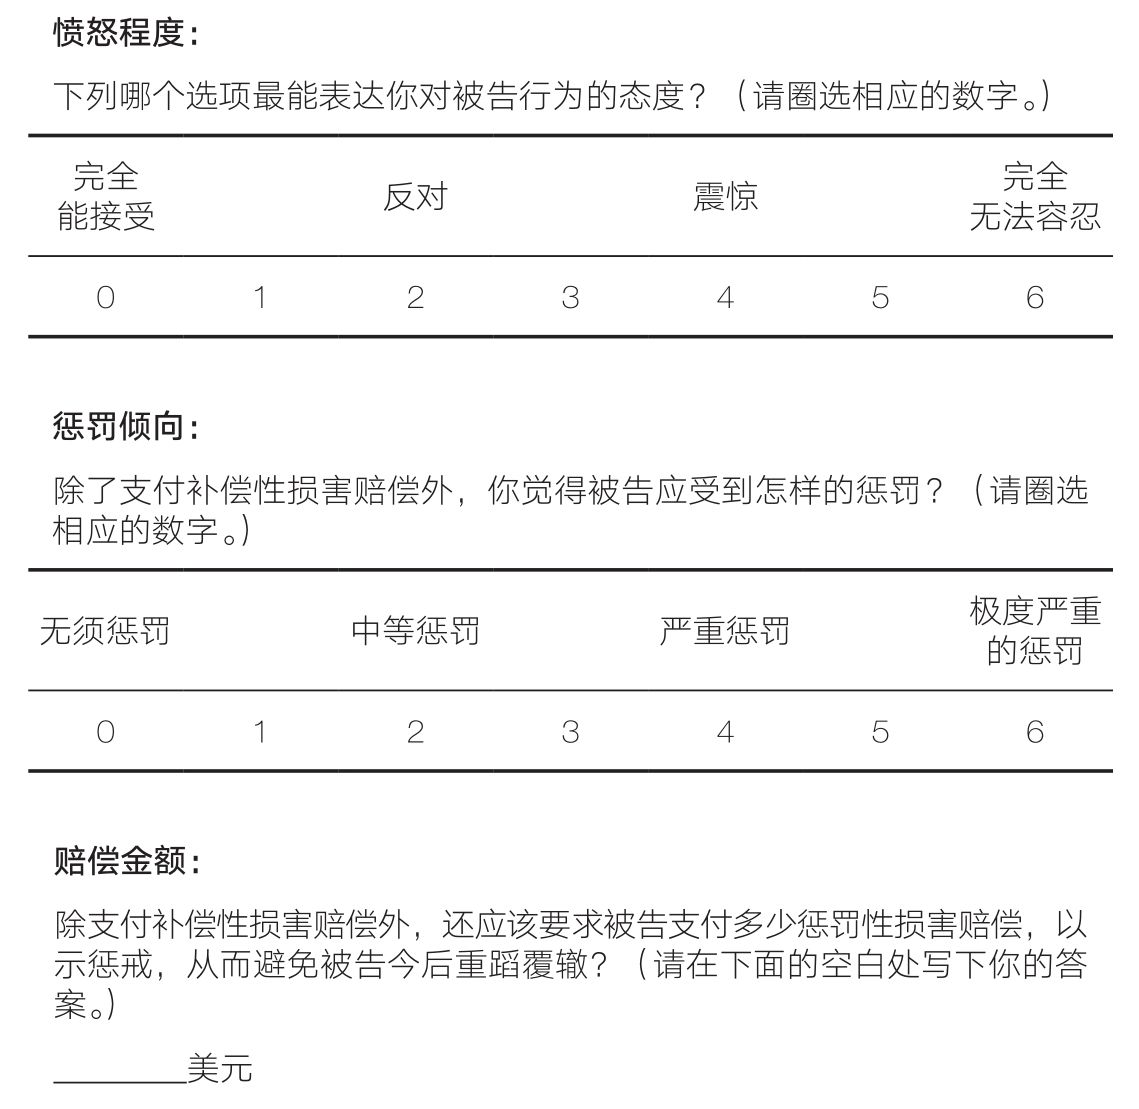 愤怒程度：
下列哪个选项最能表达你对被告行为的态度？（请圈选相应的数字。）
完全
能接受
反对
震惊
完全
无法容忍
0 1 2 3 4 5 6
惩罚倾向：
除了支付补偿性损害赔偿外，你觉得被告应受到怎样的惩罚？（请圈选
相应的数字。）
无须惩罚
中等惩罚
严重惩罚
极度严重
的惩罚
0 1 2 3 4 5 6
赔偿金额：
除支付补偿性损害赔偿外，还应该要求被告支付多少惩罚性损害赔偿，以
示惩戒，从而避免被告今后重蹈覆辙？（请在下面的空白处写下你的答
案。）
________美元